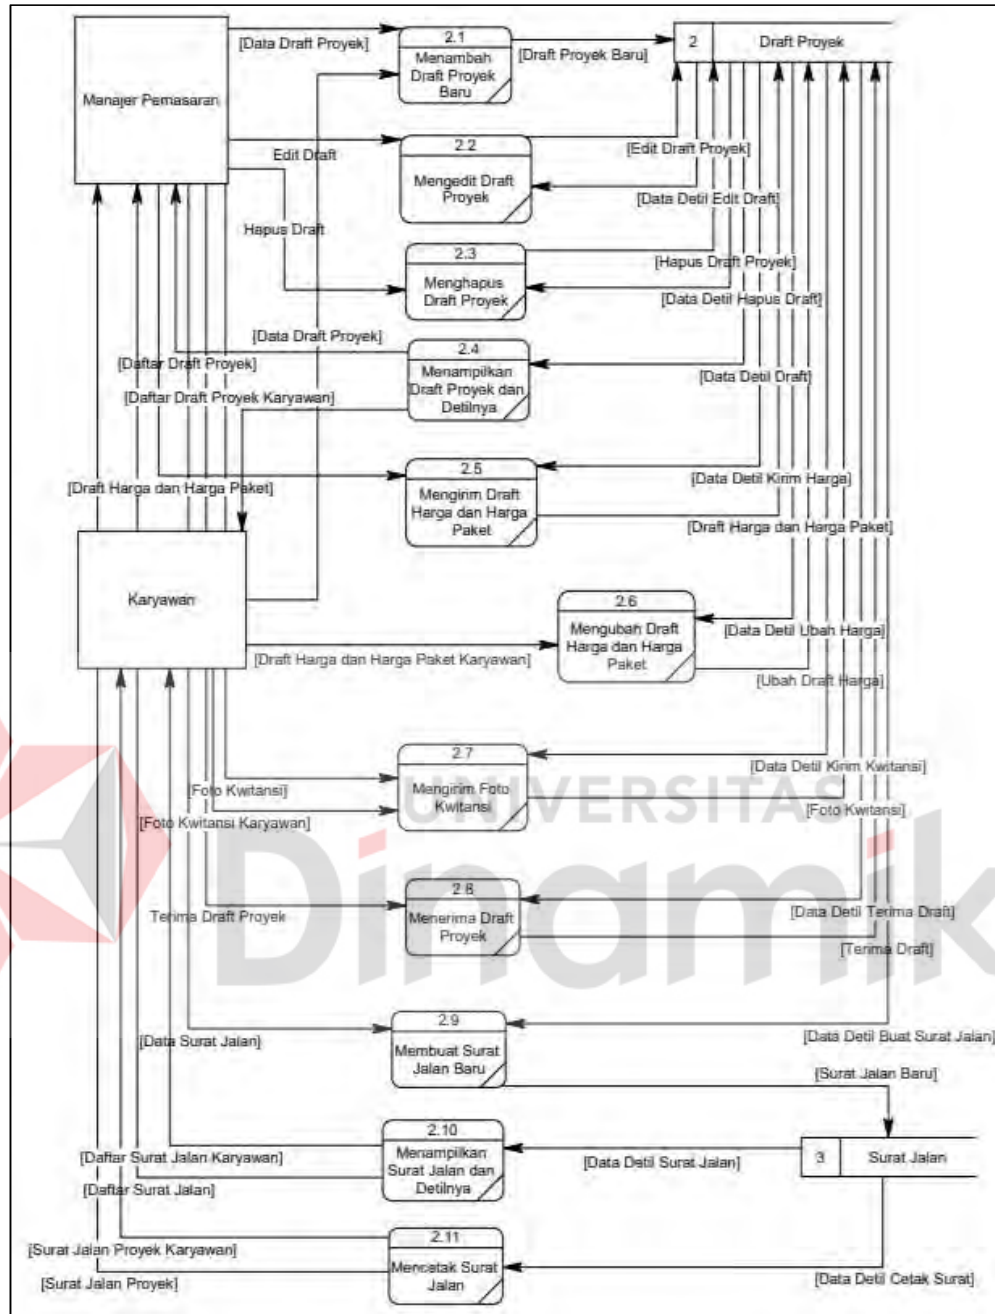 [Data Draft Proyek]
2.1
Menambah
Draft Proyek
Baru
[Draft Proyek Baru]
2
Draft Proyek
Manajer Pemasaran
Edit Draft
2.2
Mengedit Draft
Proyek
[Edit Draft Proyek]
[Data Detil Edit Draft]
Hapus Draft
2.3
Menghapus
Draft Proyek
[Hapus Draft Proyek]
[Data Detil Hapus Draft]
[Data Draft Proyek]
[Daftar Draft Proyek]
[Daftar Draft Proyek Karyawan]
2.4
Menampilkan
Draft Proyek dan
Detilnya
[Data Detil Draft]
[Draft Harga dan Harga Paket]
2.5
Mengirim Draft
Harga dan Harga
Paket
[Data Detil Kirim Harga]
[Draft Harga dan Harga Paket]
Karyawan
[Draft Harga dan Harga Paket Karyawan]
2.6
Mengubah Draft
Harga dan Harga
Paket
[Data Detil Ubah Harga]
[Ubah Draft Harga]
[Foto Kwitansi]
[Foto Kwitansi Karyawan]
2.7
Mengirim Foto
Kwitansi
[Data Detil Kirim Kwitansi]
[Foto Kwitansi]
UNIVERSITAS
Dinamik
Terima Draft Proyek
2.8
Menerima Draft
Proyek
[Data Detil Terima Draft]
[Terima Draft]
[Data Surat Jalan]
2.9
Membuat Surat
Jalan Baru
[Data Detil Buat Surat Jalan]
[Surat Jalan Baru]
[Daftar Surat Jalan Karyawan]
[Daftar Surat Jalan]
2.10
Menampilkan
Surat Jalan dan
Detilnya
[Data Detil Surat Jalan]
3
Surat Jalan
[Surat Jalan Proyek Karyawan]
[Surat Jalan Proyek]
2.11
Mencetak Surat
Jalan
[Data Detil Cetak Surat]